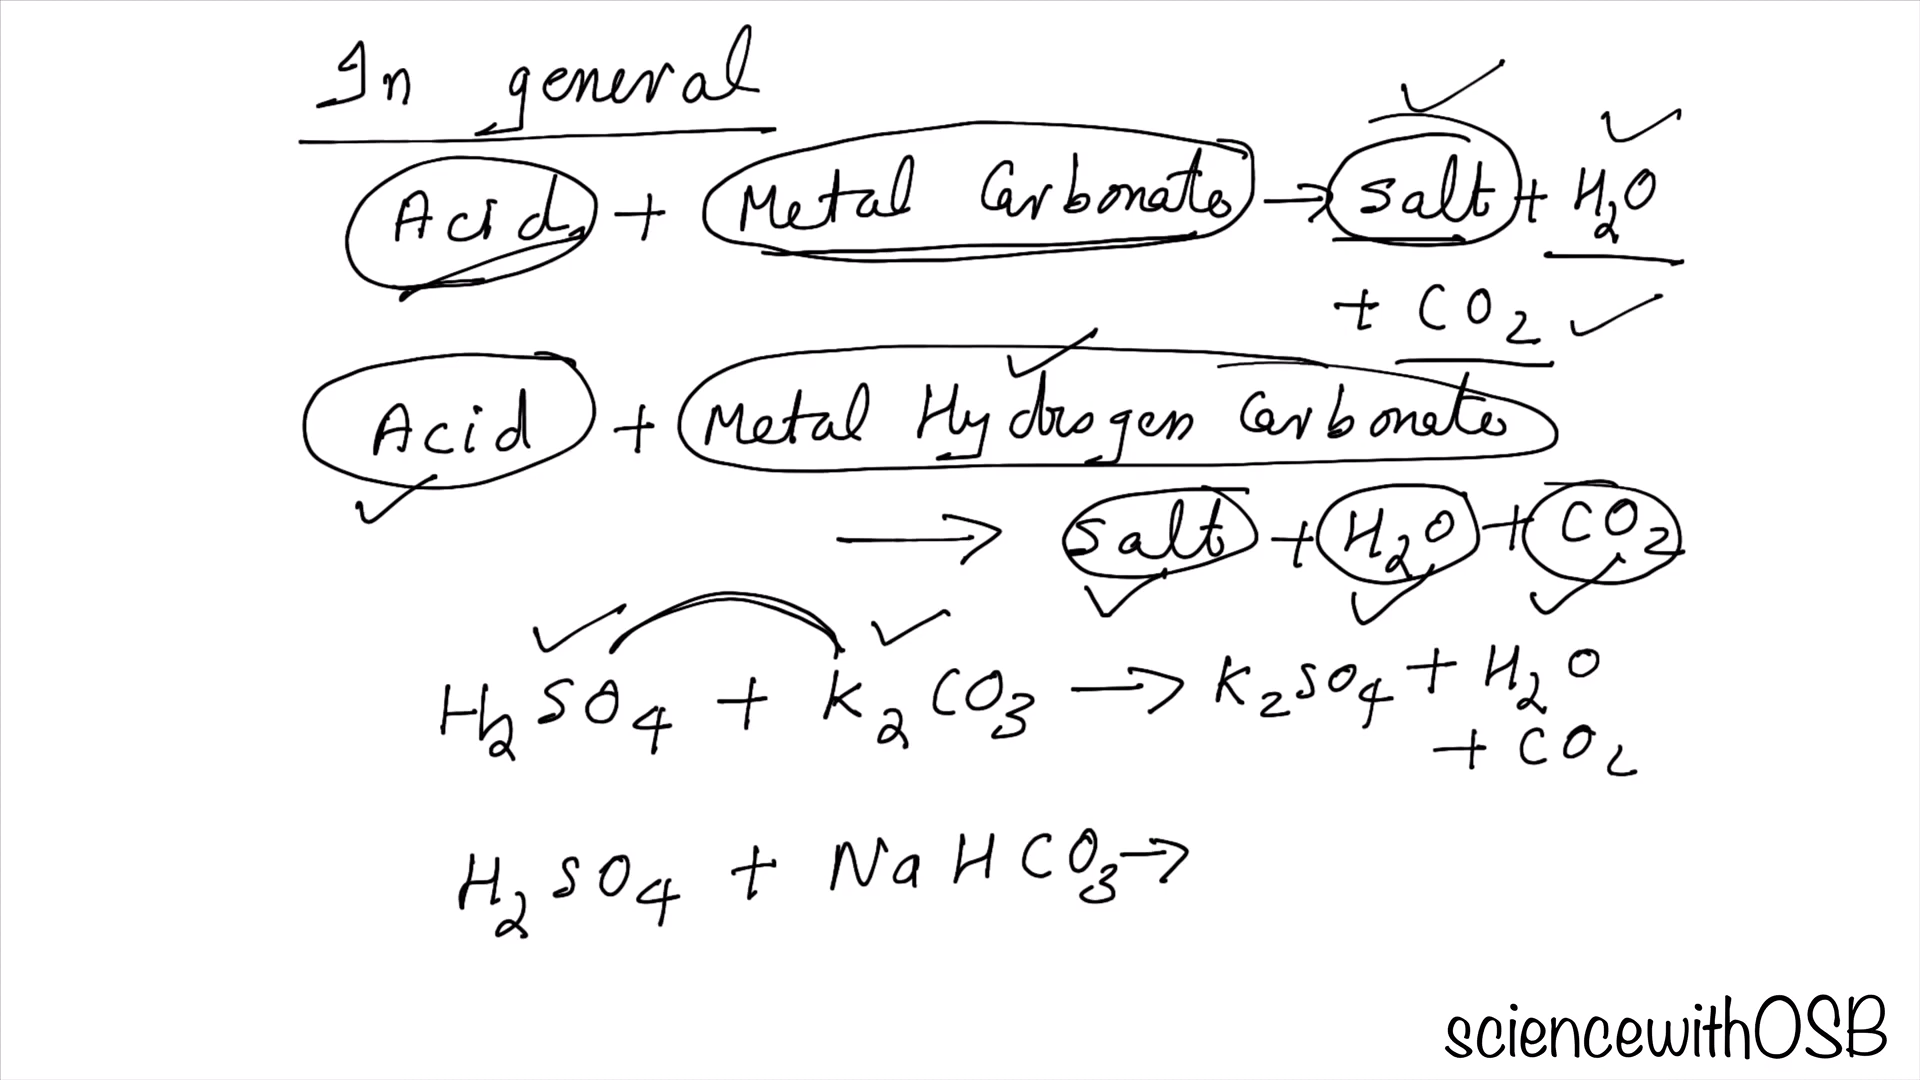 In general
Acid + Metal Carbonate → salt + H₂O
+ CO₂
Acid + Metal Hydrogen Carbonate
→ salt + H₂O + CO₂
H₂SO₄ + K₂CO₃ → K₂SO₄ + H₂O
+ CO₂
H₂SO₄ + NaHCO₃ →
sciencewithOSB